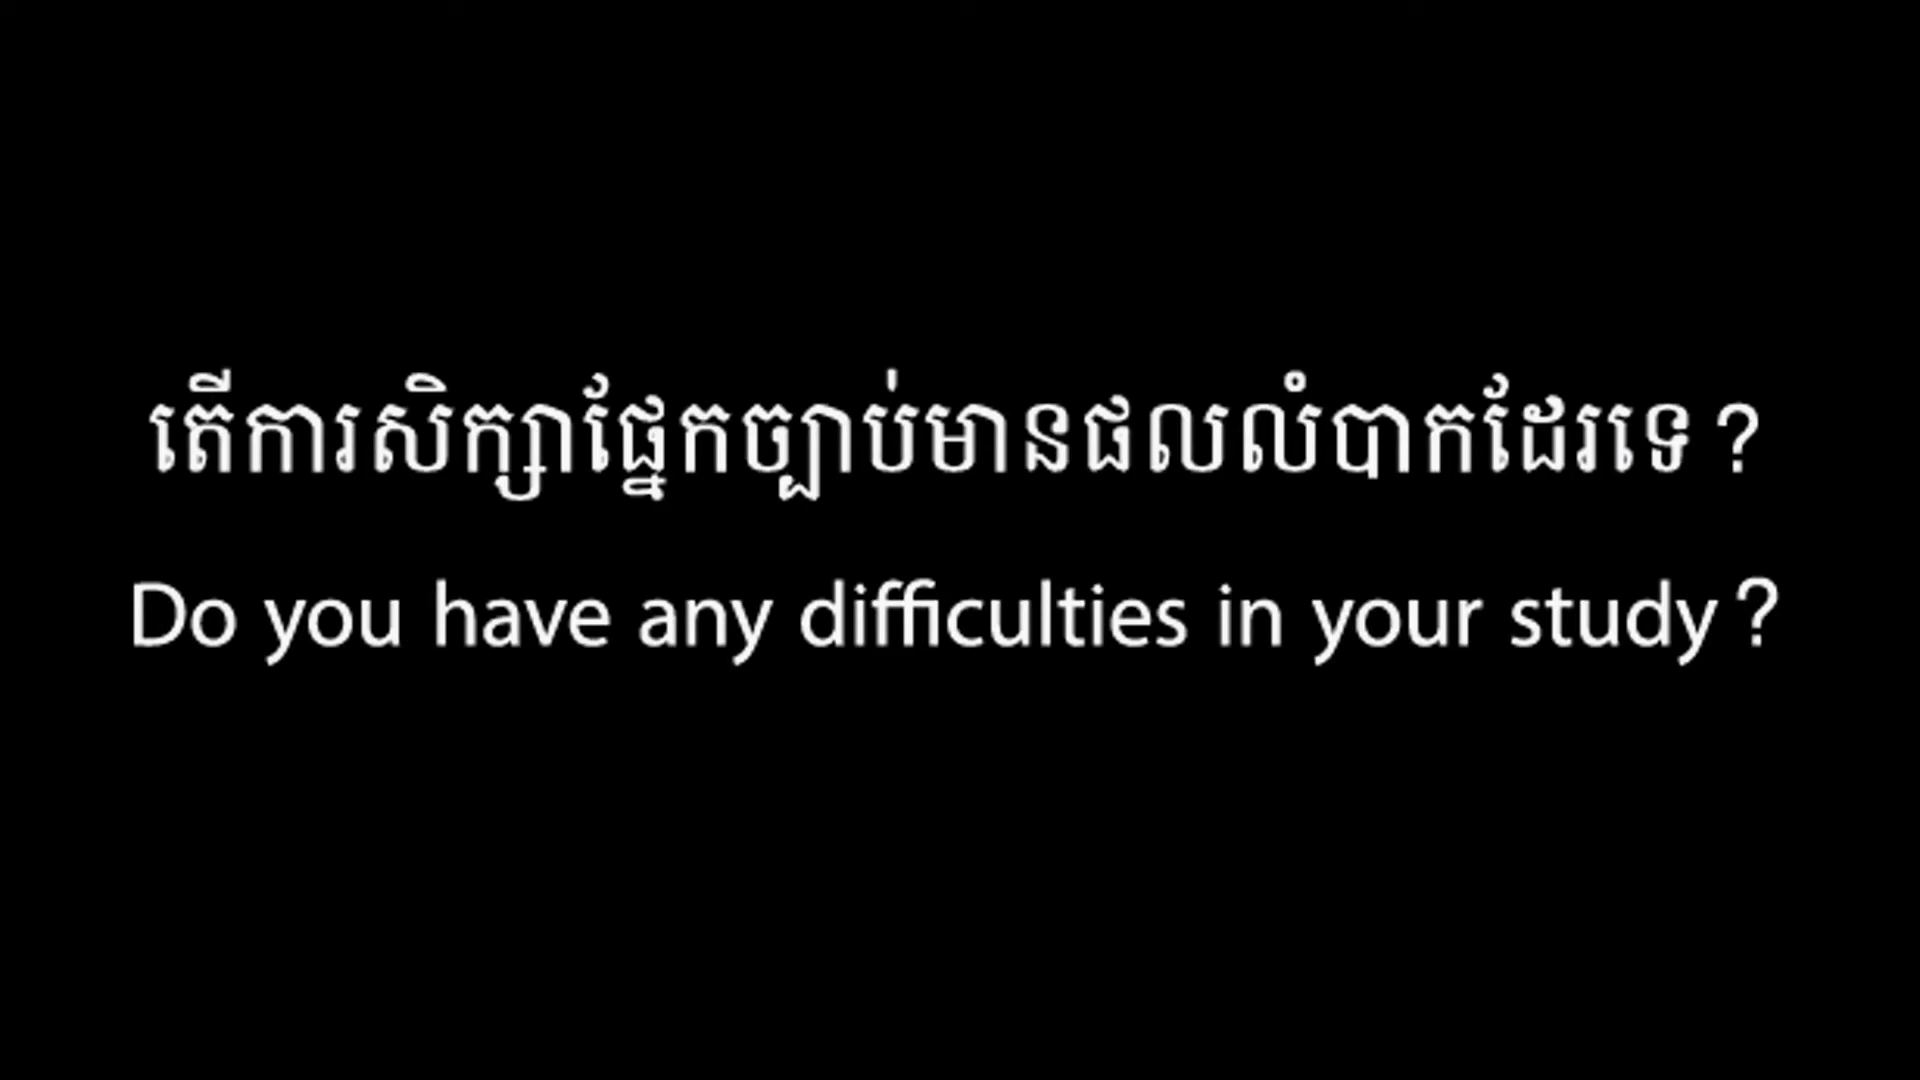 តើការសិក្សាផ្នែកច្បាប់មានផលលំបាកដែរទេ?
Do you have any difficulties in your study?